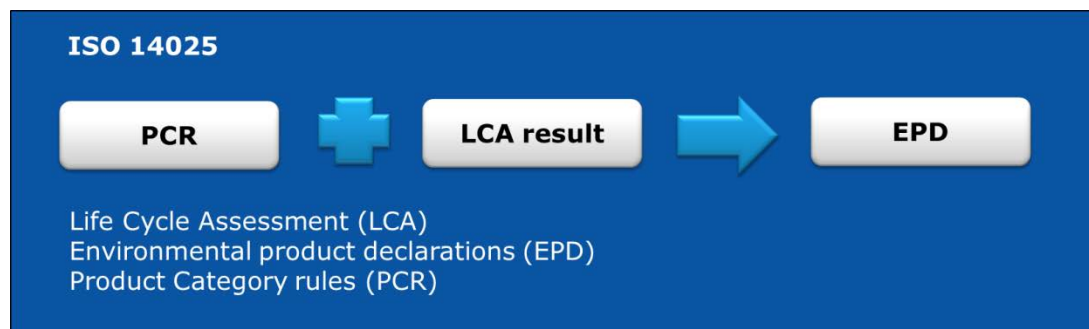 ISO 14025
PCR
LCA result
EPD
Life Cycle Assessment (LCA)
Environmental product declarations (EPD)
Product Category rules (PCR)